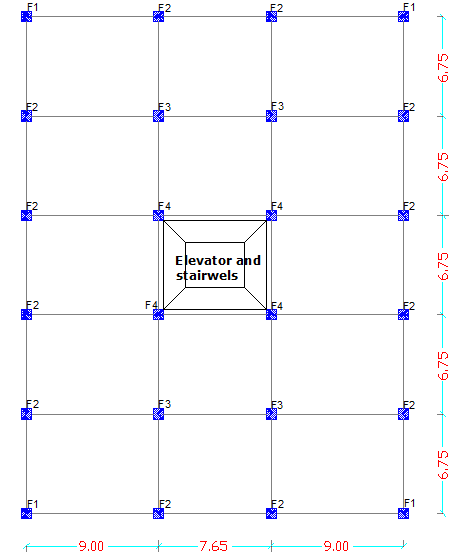 F1 F2 F2 F1
6.75
F2 F3 F3 F2
6.75
F2 F4 F4 F2
Elevator and
stairwels
6.75
F2 F4 F4 F2
6.75
F2 F3 F3 F2
6.75
F1 F2 F2 F1
9.00 7.65 9.00